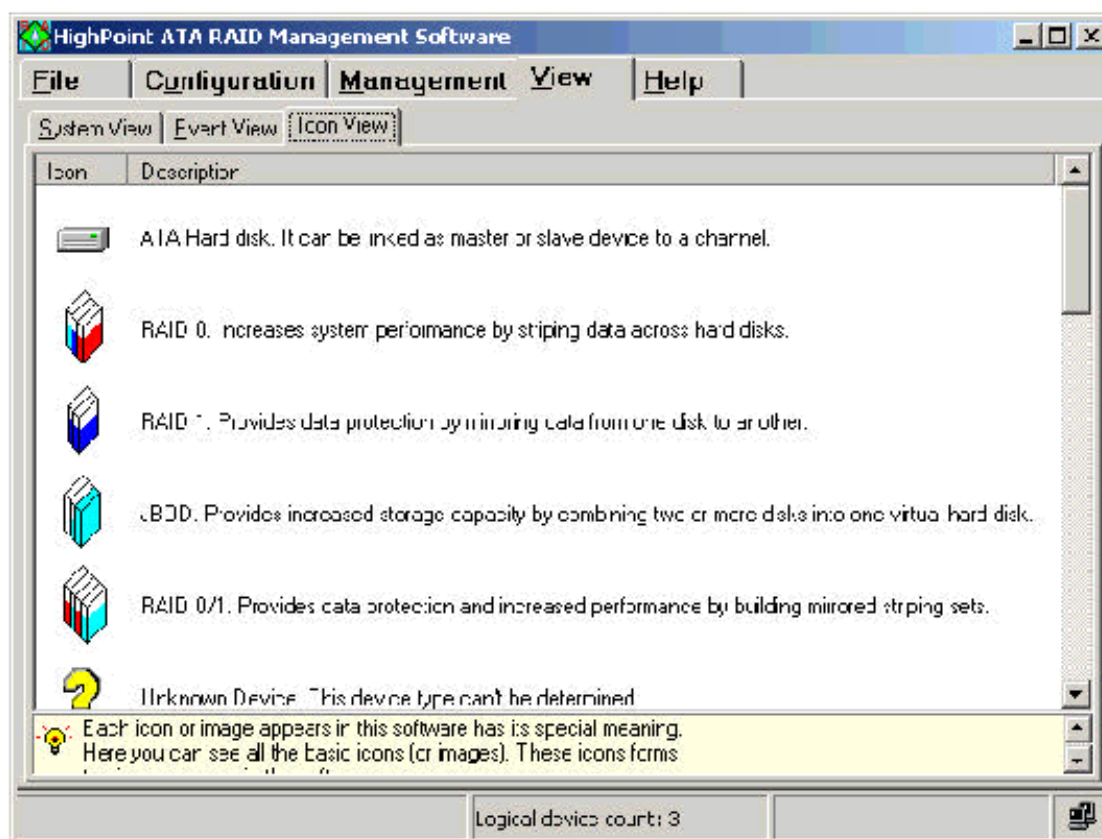 HighPoint ATA RAID Management Software
File Configuration Management View Help
System View Event View Icon View
Icon Description
ATA Hard disk. It can be linked as master or slave device to a channel.
RAID 0. Increases system performance by striping data across hard disks.
RAID 1. Provides data protection by mirroring data from one disk to another.
JBOD. Provides increased storage capacity by combining two or more disks into one virtual hard disk.
RAID 0/1. Provides data protection and increased performance by building mirrored striping sets.
Unknown Device. This device type can't be determined
Each icon or image appears in this software has its special meaning.
Here you can see all the basic icons (or images). These icons forms
Logical device count: 3